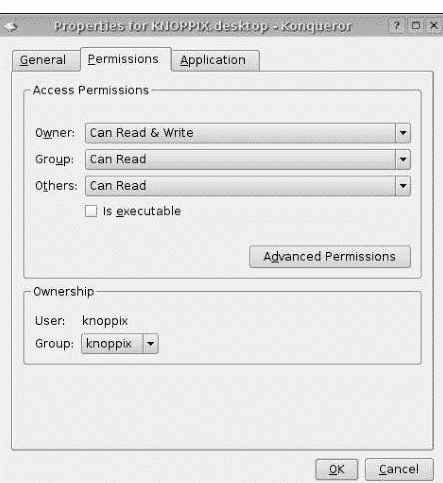 Properties for KNOPPIX.desktop - Konqueror
General Permissions Application
Access Permissions
Owner: Can Read & Write
Group: Can Read
Others: Can Read
Is executable
Advanced Permissions
Ownership
User: knoppix
Group: knoppix
OK Cancel